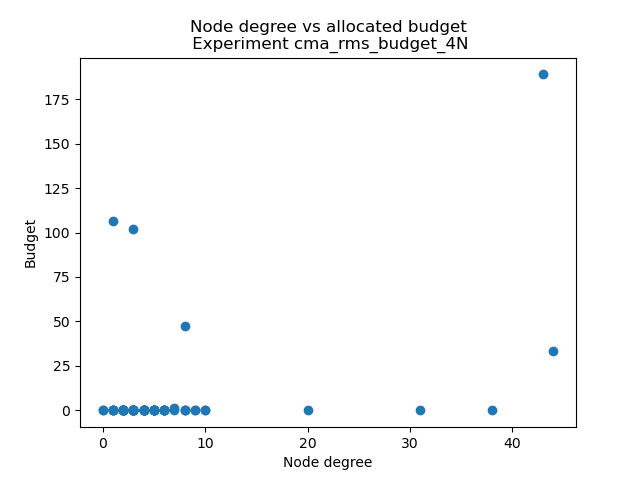 Node degree vs allocated budget
Experiment cma_rms_budget_4N
175
150
125
100
75
50
25
0
Budget
0 10 20 30 40
Node degree